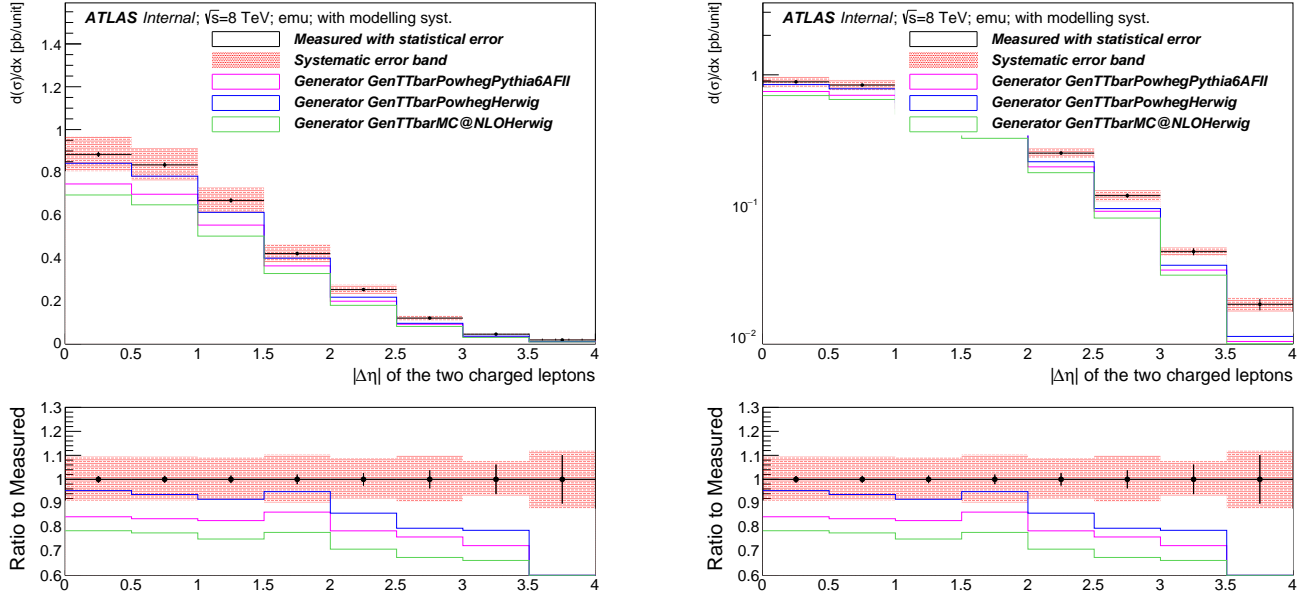 ATLAS Internal; √s=8 TeV; emu; with modelling syst.
Measured with statistical error
Systematic error band
Generator GenTTbarPowhegPythia6AFII
Generator GenTTbarPowhegHerwig
Generator GenTTbarMC@NLOHerwig
d(σ)/dx [pb/unit]
1.4
1.2
1
0.8
0.6
0.4
0.2
0
0 0.5 1 1.5 2 2.5 3 3.5 4
|Δη| of the two charged leptons
Ratio to Measured
1.3
1.2
1.1
1
0.9
0.8
0.7
0.6
0 0.5 1 1.5 2 2.5 3 3.5 4
ATLAS Internal; √s=8 TeV; emu; with modelling syst.
Measured with statistical error
Systematic error band
Generator GenTTbarPowhegPythia6AFII
Generator GenTTbarPowhegHerwig
Generator GenTTbarMC@NLOHerwig
d(σ)/dx [pb/unit]
1
10⁻¹
10⁻²
0 0.5 1 1.5 2 2.5 3 3.5 4
|Δη| of the two charged leptons
Ratio to Measured
1.3
1.2
1.1
1
0.9
0.8
0.7
0.6
0 0.5 1 1.5 2 2.5 3 3.5 4